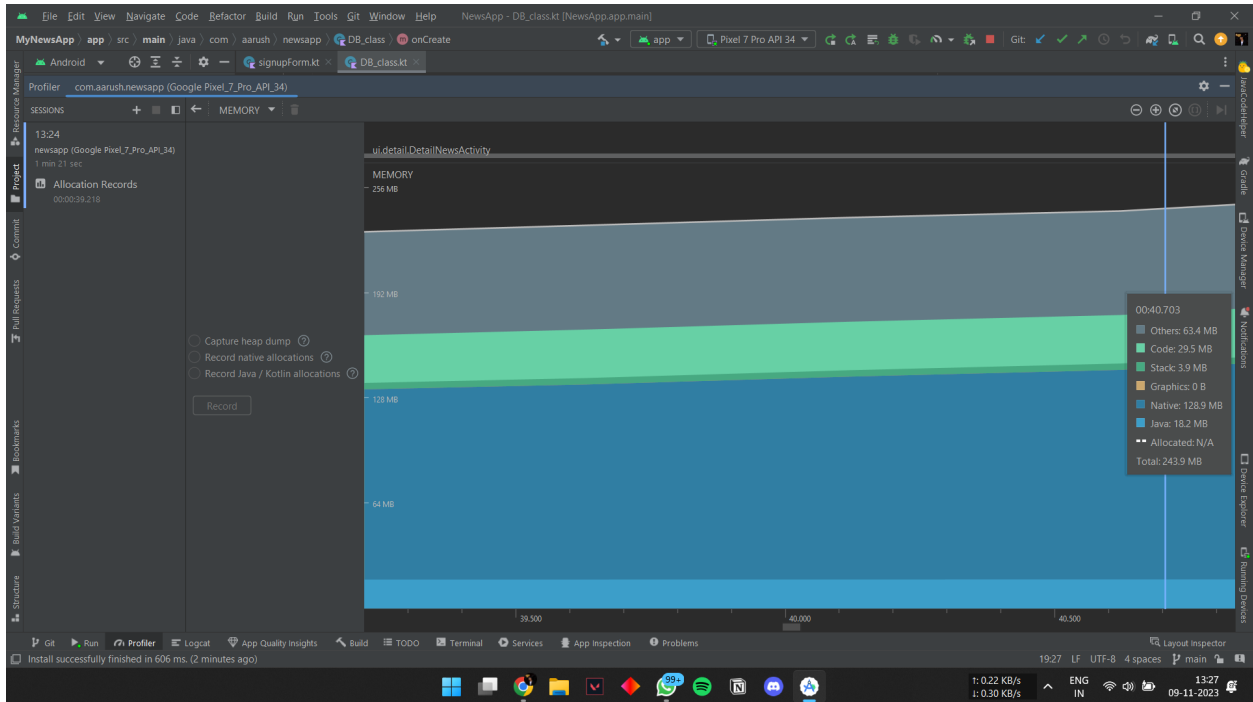 File Edit View Navigate Code Refactor Build Run Tools Git Window Help NewsApp - DB_class.kt [NewsApp.app.main]
MyNewsApp app src main java com aarush newsapp DB_class onCreate app Pixel 7 Pro API 34 Git:
Android signupForm.kt DB_class.kt
Profiler com.aarush.newsapp (Google Pixel_7_Pro_API_34)
SESSIONS MEMORY
13:24
newsapp (Google Pixel_7_Pro_API_34)
1 min 21 sec
Allocation Records
00:00:39.218
Capture heap dump
Record native allocations
Record Java / Kotlin allocations
Record
ui.detail.DetailNewsActivity
MEMORY
256 MB
192 MB
128 MB
64 MB
00:40.703
Others: 63.4 MB
Code: 29.5 MB
Stack: 3.9 MB
Graphics: 0 B
Native: 128.9 MB
Java: 18.2 MB
Allocated: N/A
Total: 243.9 MB
39.500 40.000 40.500
Resource Manager
Project
Commit
Pull Requests
Bookmarks
Build Variants
Structure
JavaCodeHelper
Gradle
Device Manager
Notifications
Device Explorer
Running Devices
Git Run Profiler Logcat App Quality Insights Build TODO Terminal Services App Inspection Problems Layout Inspector
Install successfully finished in 606 ms. (2 minutes ago) 19:27 LF UTF-8 4 spaces main
99+
↑: 0.22 KB/s
↓: 0.30 KB/s
ENG
IN
13:27
09-11-2023